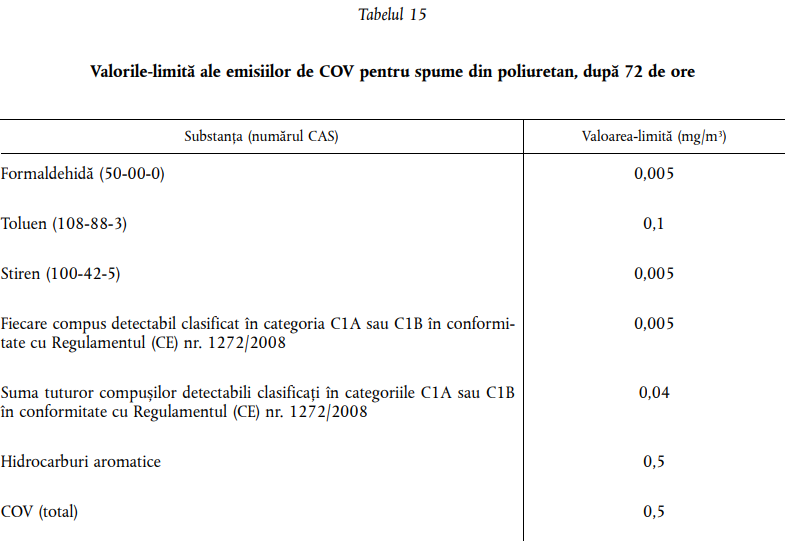 Tabelul 15
Valorile-limită ale emisiilor de COV pentru spume din poliuretan, după 72 de ore
Substanța (numărul CAS) Valoarea-limită (mg/m³)
Formaldehidă (50-00-0) 0,005
Toluen (108-88-3) 0,1
Stiren (100-42-5) 0,005
Fiecare compus detectabil clasificat în categoria C1A sau C1B în conformi- 0,005
tate cu Regulamentul (CE) nr. 1272/2008
Suma tuturor compușilor detectabili clasificați în categoriile C1A sau C1B 0,04
în conformitate cu Regulamentul (CE) nr. 1272/2008
Hidrocarburi aromatice 0,5
COV (total) 0,5